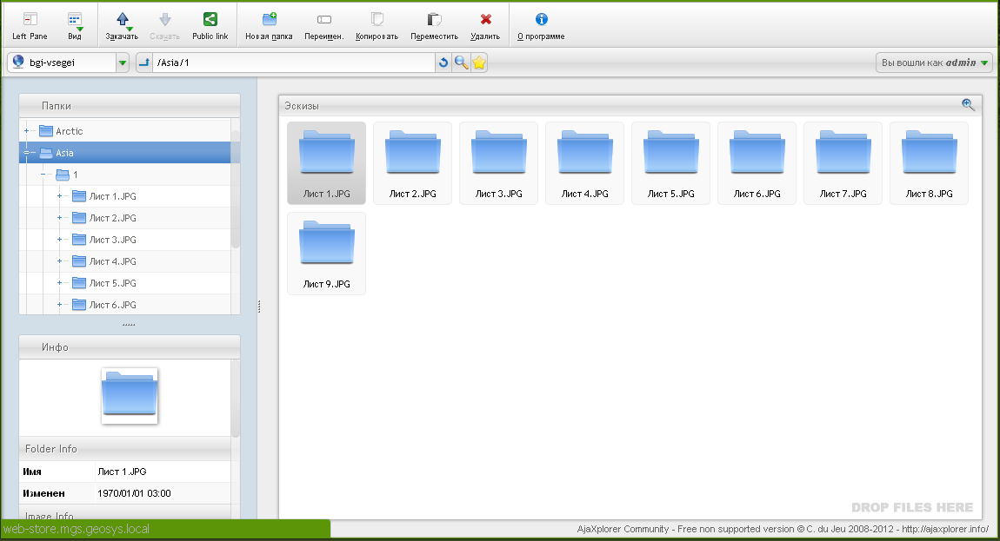 Left Pane Вид Закачать Скачать Public link Новая папка Переимен. Копировать Переместить Удалить О программе
bgi-vsegei /Asia/1 Вы вошли как admin
Папки
Arctic
Asia
1
Лист 1.JPG
Лист 2.JPG
Лист 3.JPG
Лист 4.JPG
Лист 5.JPG
Лист 6.JPG
Инфо
Folder Info
Имя Лист 1.JPG
Изменен 1970/01/01 03:00
Image Info
Эскизы
Лист 1.JPG Лист 2.JPG Лист 3.JPG Лист 4.JPG Лист 5.JPG Лист 6.JPG Лист 7.JPG Лист 8.JPG
Лист 9.JPG
DROP FILES HERE
web-store.mgs.geosys.local
AjaXplorer Community - Free non supported version © C. du Jeu 2008-2012 - http://ajaxplorer.info/